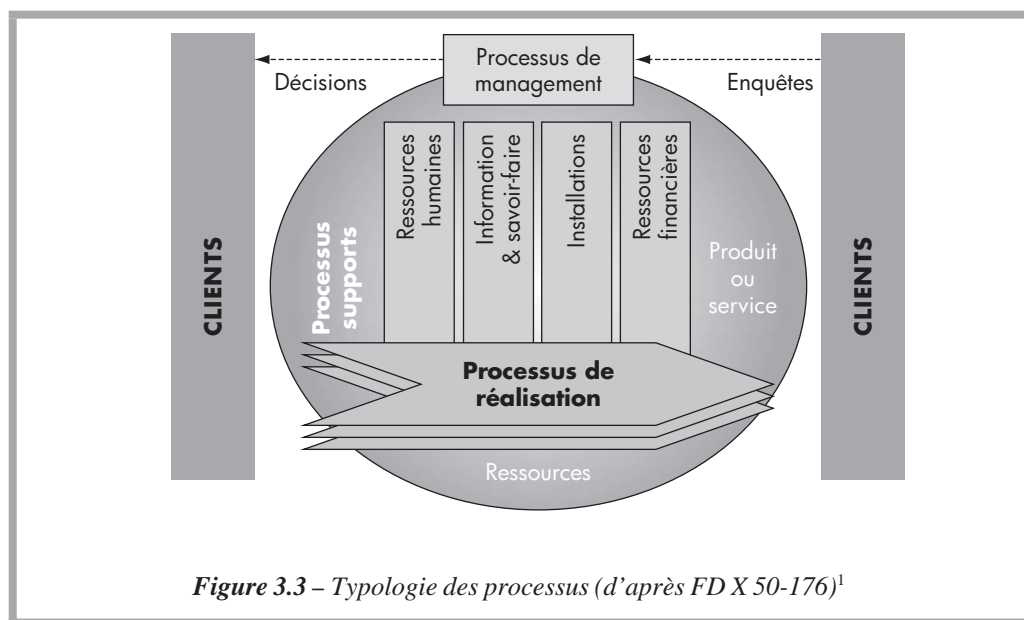 Processus de
management
Décisions
Enquêtes
CLIENTS
Processus
supports
Ressources
humaines
Information
& savoir-faire
Installations
Ressources
financières
Produit
ou
service
CLIENTS
Processus de
réalisation
Ressources
Figure 3.3 – Typologie des processus (d'après FD X 50-176)¹